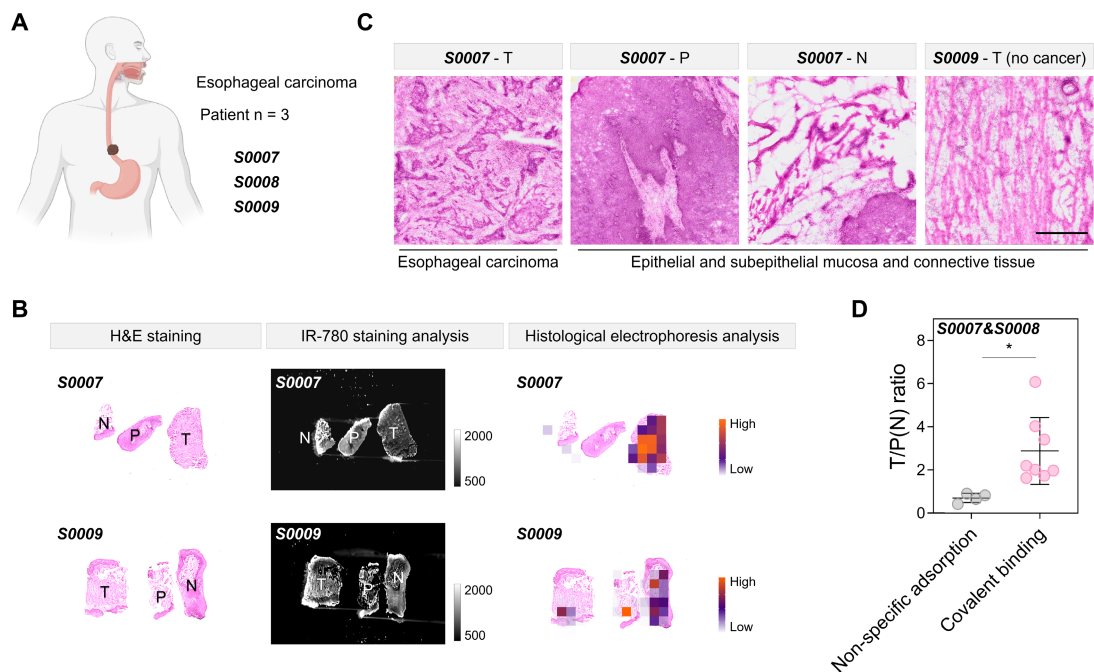 A
Esophageal carcinoma
Patient n = 3
S0007
S0008
S0009
C
S0007 - T
S0007 - P
S0007 - N
S0009 - T (no cancer)
Esophageal carcinoma
Epithelial and subepithelial mucosa and connective tissue
B
H&E staining
IR-780 staining analysis
Histological electrophoresis analysis
S0007
N
P
T
S0007
N
P
T
2000
500
S0007
High
Low
S0009
T
P
N
S0009
T
P
N
2000
500
S0009
High
Low
D
S0007&S0008
*
T/P(N) ratio
8
6
4
2
0
Non-specific adsorption
Covalent binding